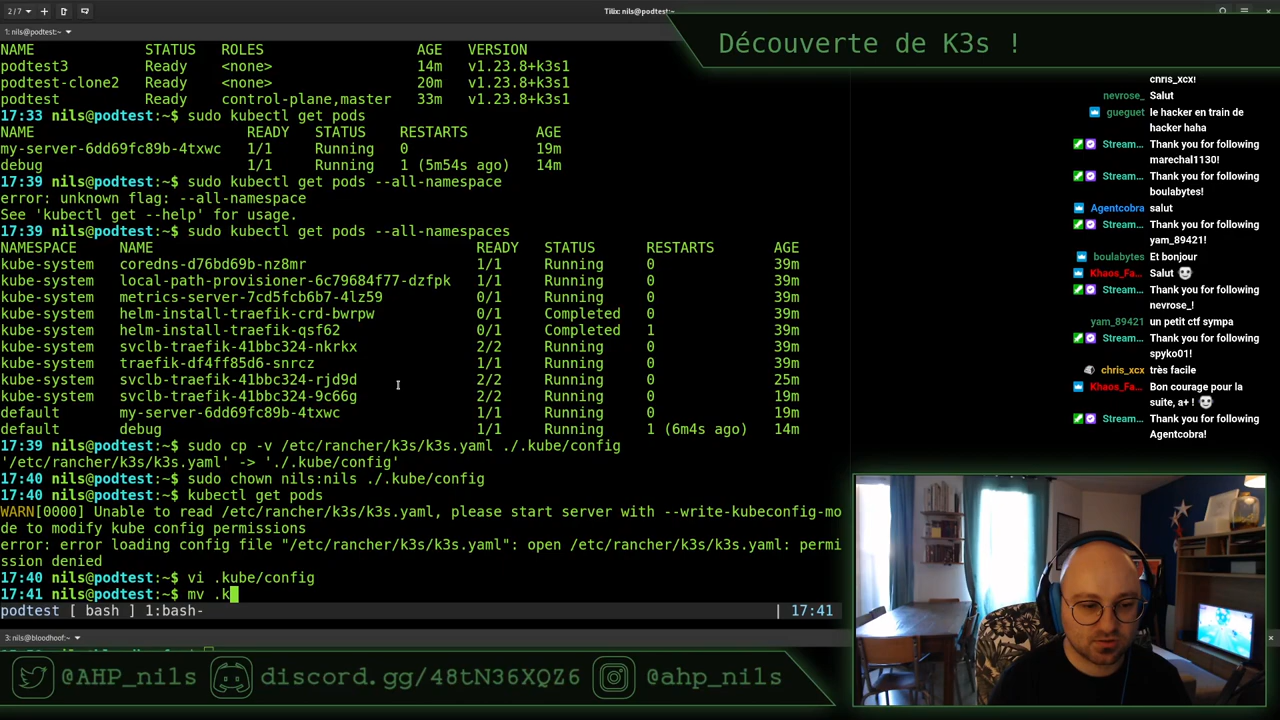 2/7
Tilix: nils@podtest:~
1: nils@podtest:~
Découverte de K3s !
NAME STATUS ROLES AGE VERSION
podtest3 Ready <none> 14m v1.23.8+k3s1
podtest-clone2 Ready <none> 20m v1.23.8+k3s1
podtest Ready control-plane,master 33m v1.23.8+k3s1
17:33 nils@podtest:~$ sudo kubectl get pods
NAME READY STATUS RESTARTS AGE
my-server-6dd69fc89b-4txwc 1/1 Running 0 19m
debug 1/1 Running 1 (5m54s ago) 14m
17:39 nils@podtest:~$ sudo kubectl get pods --all-namespace
error: unknown flag: --all-namespace
See 'kubectl get --help' for usage.
17:39 nils@podtest:~$ sudo kubectl get pods --all-namespaces
NAMESPACE NAME READY STATUS RESTARTS AGE
kube-system coredns-d76bd69b-nz8mr 1/1 Running 0 39m
kube-system local-path-provisioner-6c79684f77-dzfpk 1/1 Running 0 39m
kube-system metrics-server-7cd5fcb6b7-4lz59 0/1 Running 0 39m
kube-system helm-install-traefik-crd-bwrpw 0/1 Completed 0 39m
kube-system helm-install-traefik-qsf62 0/1 Completed 1 39m
kube-system svclb-traefik-41bbc324-nkrkx 2/2 Running 0 39m
kube-system traefik-df4ff85d6-snrcz 1/1 Running 0 39m
kube-system svclb-traefik-41bbc324-rjd9d 2/2 Running 0 25m
kube-system svclb-traefik-41bbc324-9c66g 2/2 Running 0 19m
default my-server-6dd69fc89b-4txwc 1/1 Running 0 19m
default debug 1/1 Running 1 (6m4s ago) 14m
17:39 nils@podtest:~$ sudo cp -v /etc/rancher/k3s/k3s.yaml ./.kube/config
'/etc/rancher/k3s/k3s.yaml' -> './.kube/config'
17:40 nils@podtest:~$ sudo chown nils:nils ./.kube/config
17:40 nils@podtest:~$ kubectl get pods
WARN[0000] Unable to read /etc/rancher/k3s/k3s.yaml, please start server with --write-kubeconfig-mo
de to modify kube config permissions
error: error loading config file "/etc/rancher/k3s/k3s.yaml": open /etc/rancher/k3s/k3s.yaml: permi
ssion denied
17:40 nils@podtest:~$ vi .kube/config
17:41 nils@podtest:~$ mv .k
podtest [ bash ] 1:bash- | 17:41
3: nils@bloodhoof:~
chris_xcx!
nevrose_ Salut
gueguet le hacker en train de
hacker haha
Stream... Thank you for following
marechal1130!
Stream... Thank you for following
boulabytes!
Agentcobra salut
Stream... Thank you for following
yam_89421!
boulabytes Et bonjour
Khaos_Fa... Salut
Stream... Thank you for following
nevrose_!
yam_89421 un petit ctf sympa
Stream... Thank you for following
spyko01!
chris_xcx très facile
Khaos_Fa... Bon courage pour la
suite, a+ !
Stream... Thank you for following
Agentcobra!
@AHP_nils discord.gg/48tN36XQZ6 @ahp_nils